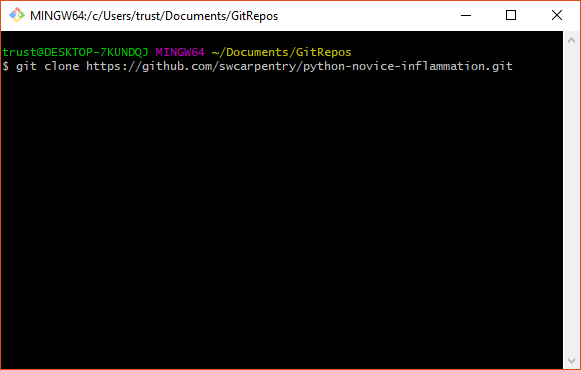 MINGW64:/c/Users/trust/Documents/GitRepos
trust@DESKTOP-7KUNDQJ MINGW64 ~/Documents/GitRepos
$ git clone https://github.com/swcarpentry/python-novice-inflammation.git